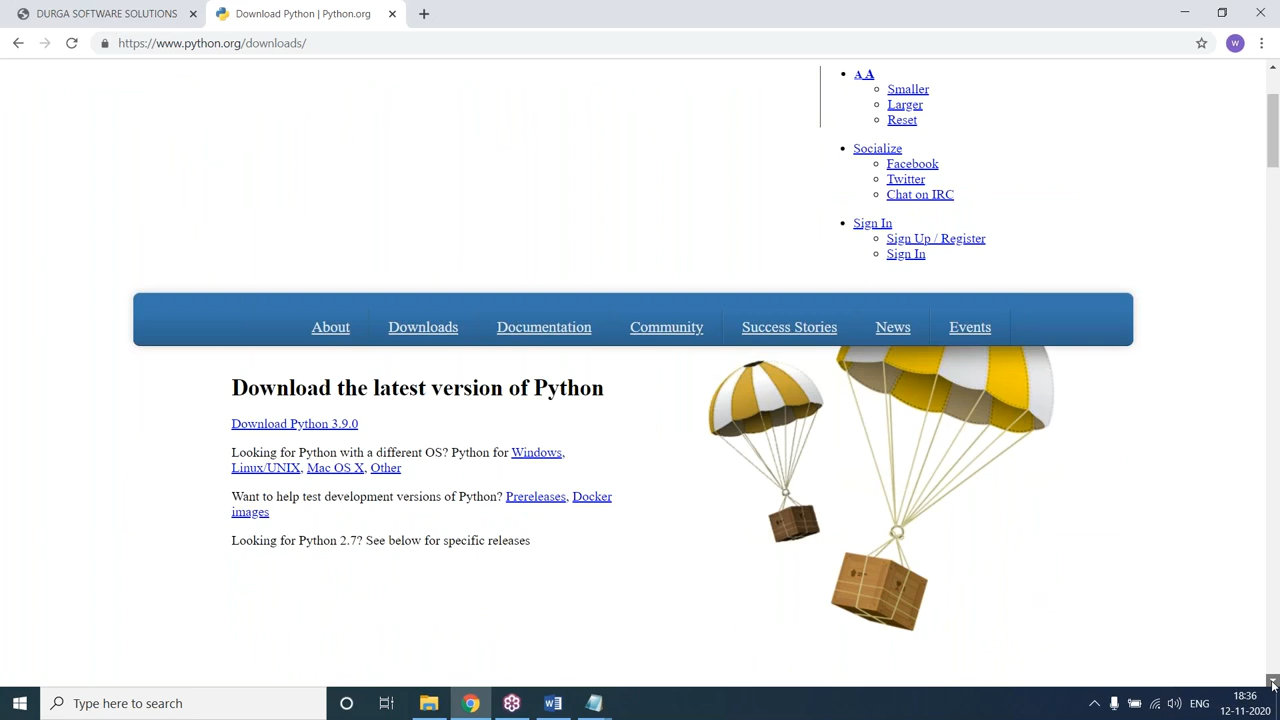 DURGA SOFTWARE SOLUTIONS
Download Python | Python.org
https://www.python.org/downloads/
w
A A
Smaller
Larger
Reset
Socialize
Facebook
Twitter
Chat on IRC
Sign In
Sign Up / Register
Sign In
About Downloads Documentation Community Success Stories News Events
Download the latest version of Python
Download Python 3.9.0
Looking for Python with a different OS? Python for Windows,
Linux/UNIX, Mac OS X, Other
Want to help test development versions of Python? Prereleases, Docker
images
Looking for Python 2.7? See below for specific releases
Type here to search
ENG
18:36
12-11-2020